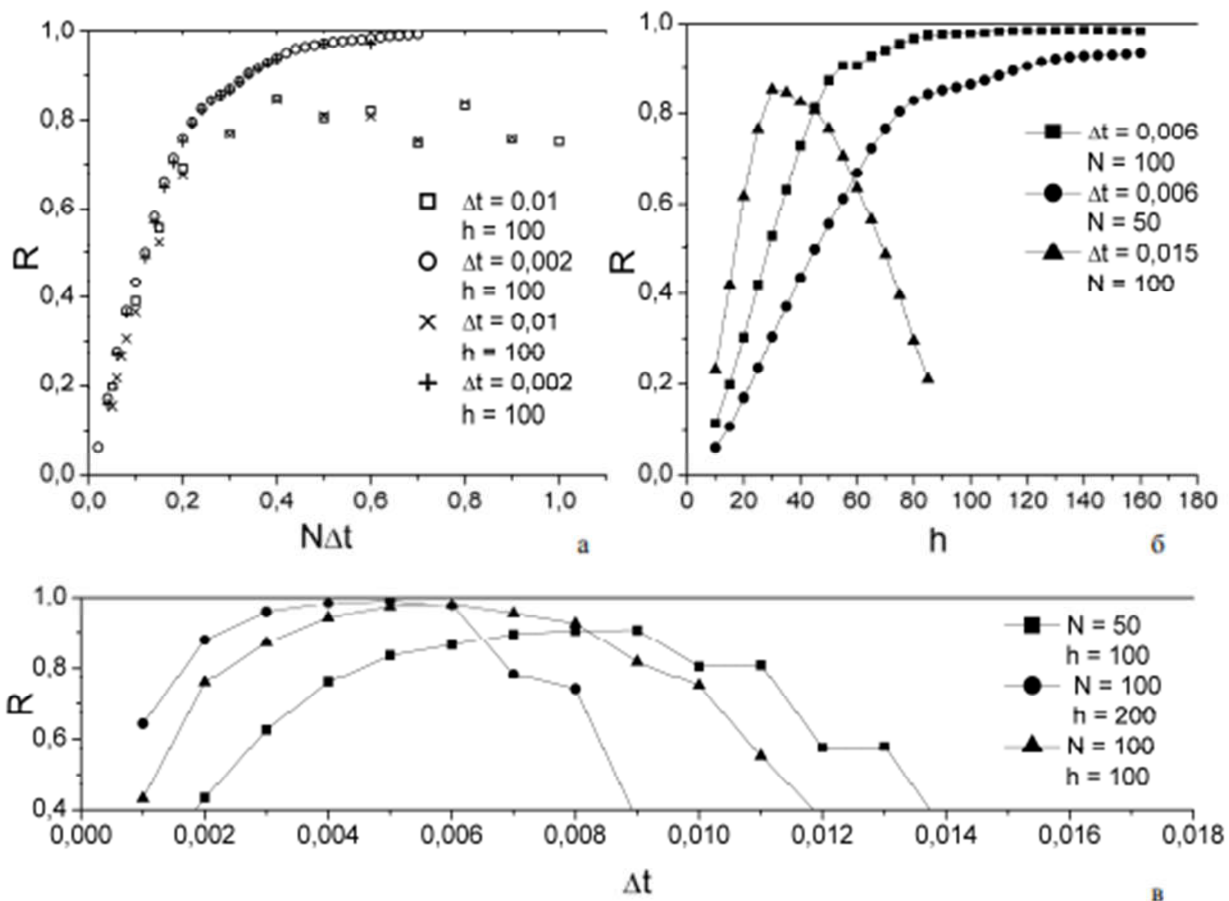 1,0
0,8
0,6
0,4
0,2
0,0
R
0,0 0,2 0,4 0,6 0,8 1,0
NΔt
а
Δt = 0.01
h = 100
Δt = 0,002
h = 100
Δt = 0,01
h = 100
Δt = 0,002
h = 100
1,0
0,8
0,6
0,4
0,2
0,0
R
0 20 40 60 80 100 120 140 160 180
h
б
Δt = 0,006
N = 100
Δt = 0,006
N = 50
Δt = 0,015
N = 100
1.0
0.8
0.6
0,4
R
0,000 0,002 0,004 0,006 0,008 0,010 0,012 0,014 0,016 0,018
Δt
в
N = 50
h = 100
N = 100
h = 200
N = 100
h = 100